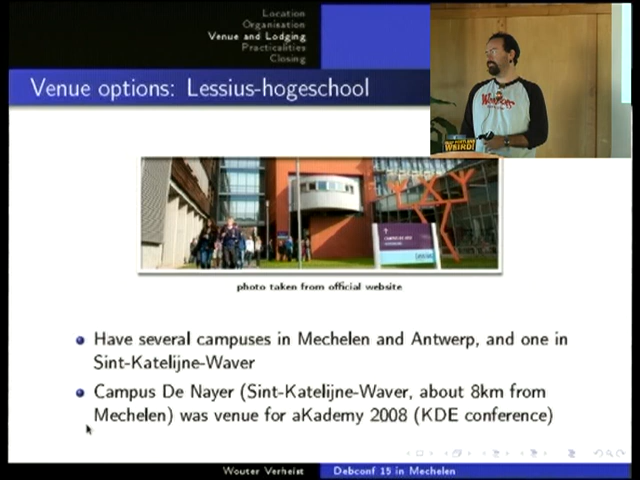 Location
Organisation
Venue and Lodging
Practicalities
Closing
Venue options: Lessius-hogeschool
photo taken from official website
Have several campuses in Mechelen and Antwerp, and one in
Sint-Katelijne-Waver
Campus De Nayer (Sint-Katelijne-Waver, about 8km from
Mechelen) was venue for aKademy 2008 (KDE conference)
Wouter Verhelst
Debconf 15 in Mechelen
WEIRD!